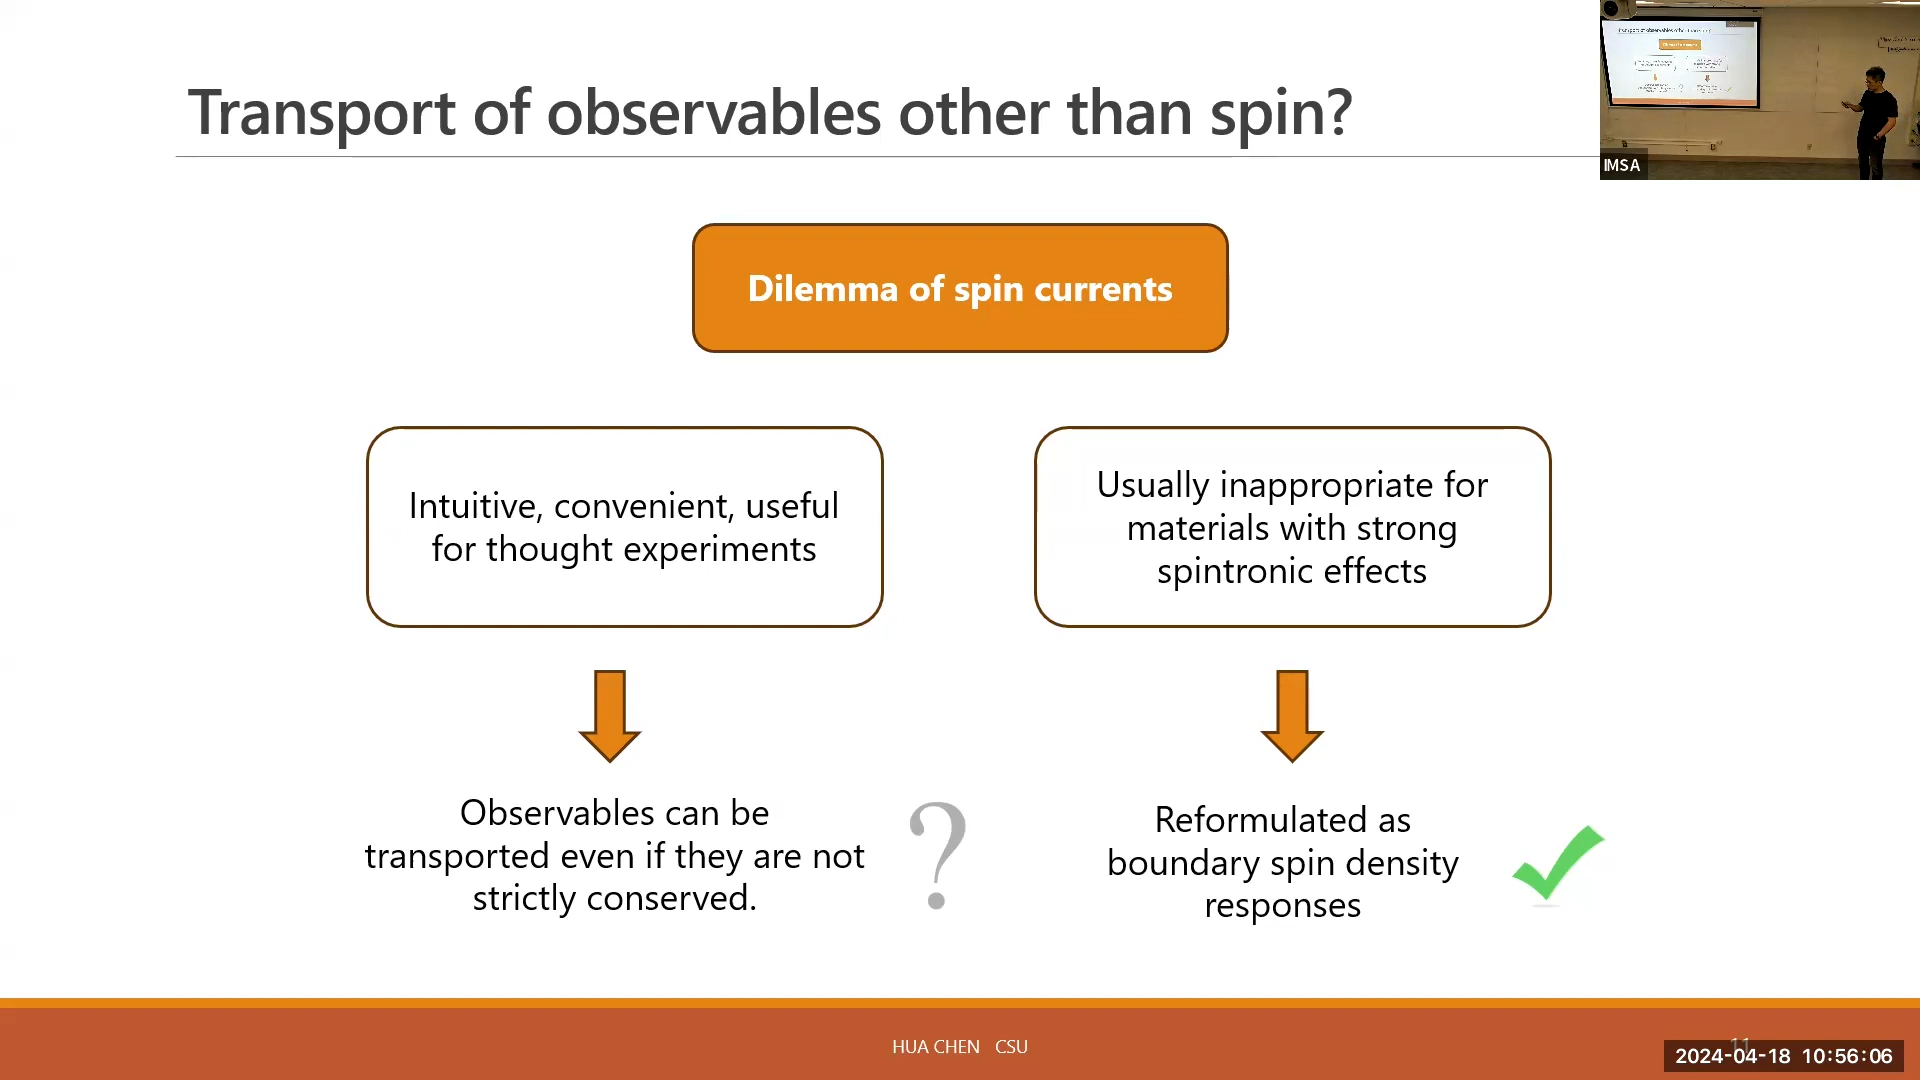 Transport of observables other than spin?
IMSA
Dilemma of spin currents
Intuitive, convenient, useful
for thought experiments
Usually inappropriate for
materials with strong
spintronic effects
Observables can be
transported even if they are not
strictly conserved.
?
Reformulated as
boundary spin density
responses
HUA CHEN CSU
11
2024-04-18 10:56:06